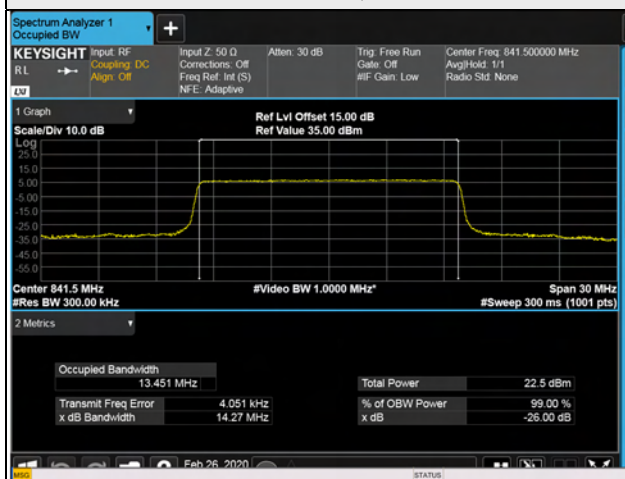 Spectrum Analyzer 1
Occupied BW
+
KEYSIGHT
RL
LXI
Input: RF
Coupling: DC
Align: Off
Input Z: 50 Ω
Corrections: Off
Freq Ref: Int (S)
NFE: Adaptive
Atten: 30 dB
Trig: Free Run
Gate: Off
#IF Gain: Low
Center Freq: 841.500000 MHz
Avg|Hold: 1/1
Radio Std: None
1 Graph
Scale/Div 10.0 dB
Ref Lvl Offset 15.00 dB
Ref Value 35.00 dBm
Log
25.0
15.0
5.00
-5.00
-15.0
-25.0
-35.0
-45.0
-55.0
Center 841.5 MHz
#Res BW 300.00 kHz
#Video BW 1.0000 MHz*
Span 30 MHz
#Sweep 300 ms (1001 pts)
2 Metrics
Occupied Bandwidth
13.451 MHz
Total Power 22.5 dBm
Transmit Freq Error 4.051 kHz
% of OBW Power 99.00 %
x dB Bandwidth 14.27 MHz
x dB -26.00 dB
Feb 26, 2020
MSG
STATUS